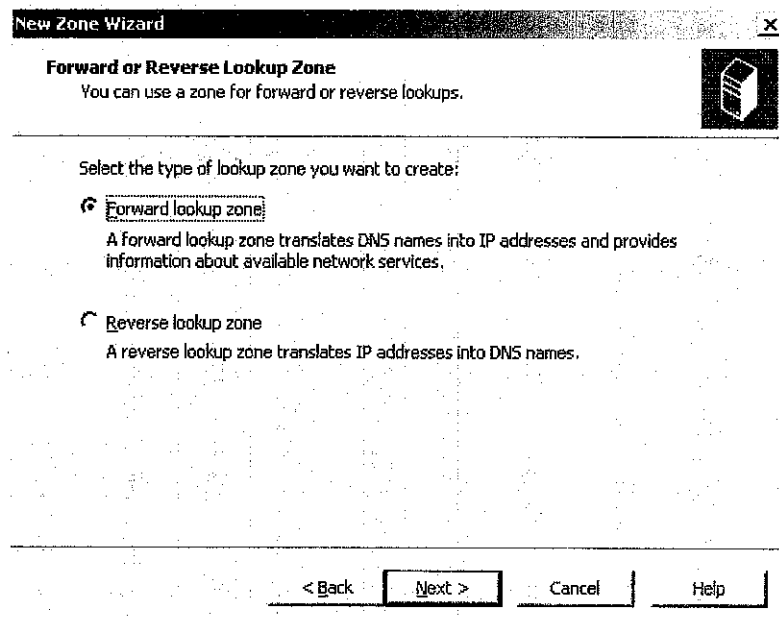 New Zone Wizard
Forward or Reverse Lookup Zone
You can use a zone for forward or reverse lookups.
Select the type of lookup zone you want to create:
Forward lookup zone
A forward lookup zone translates DNS names into IP addresses and provides
information about available network services.
Reverse lookup zone
A reverse lookup zone translates IP addresses into DNS names.
< Back
Next >
Cancel
Help